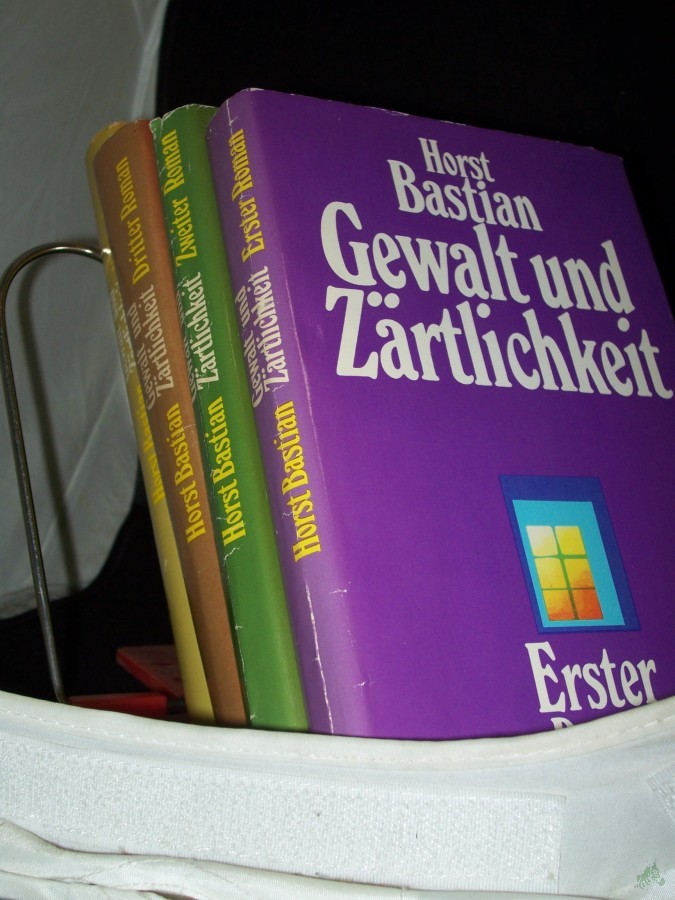 Horst
Bastian
Gewalt und
Zärtlichkeit
Erster
Horst Bastian
Gewalt und
Zärtlichkeit
Erster Roman
Horst Bastian
Zärtlichkeit
Zweiter Roman
Horst Bastian
Gewalt und
Zärtlichkeit
Dritter Roman
Horst